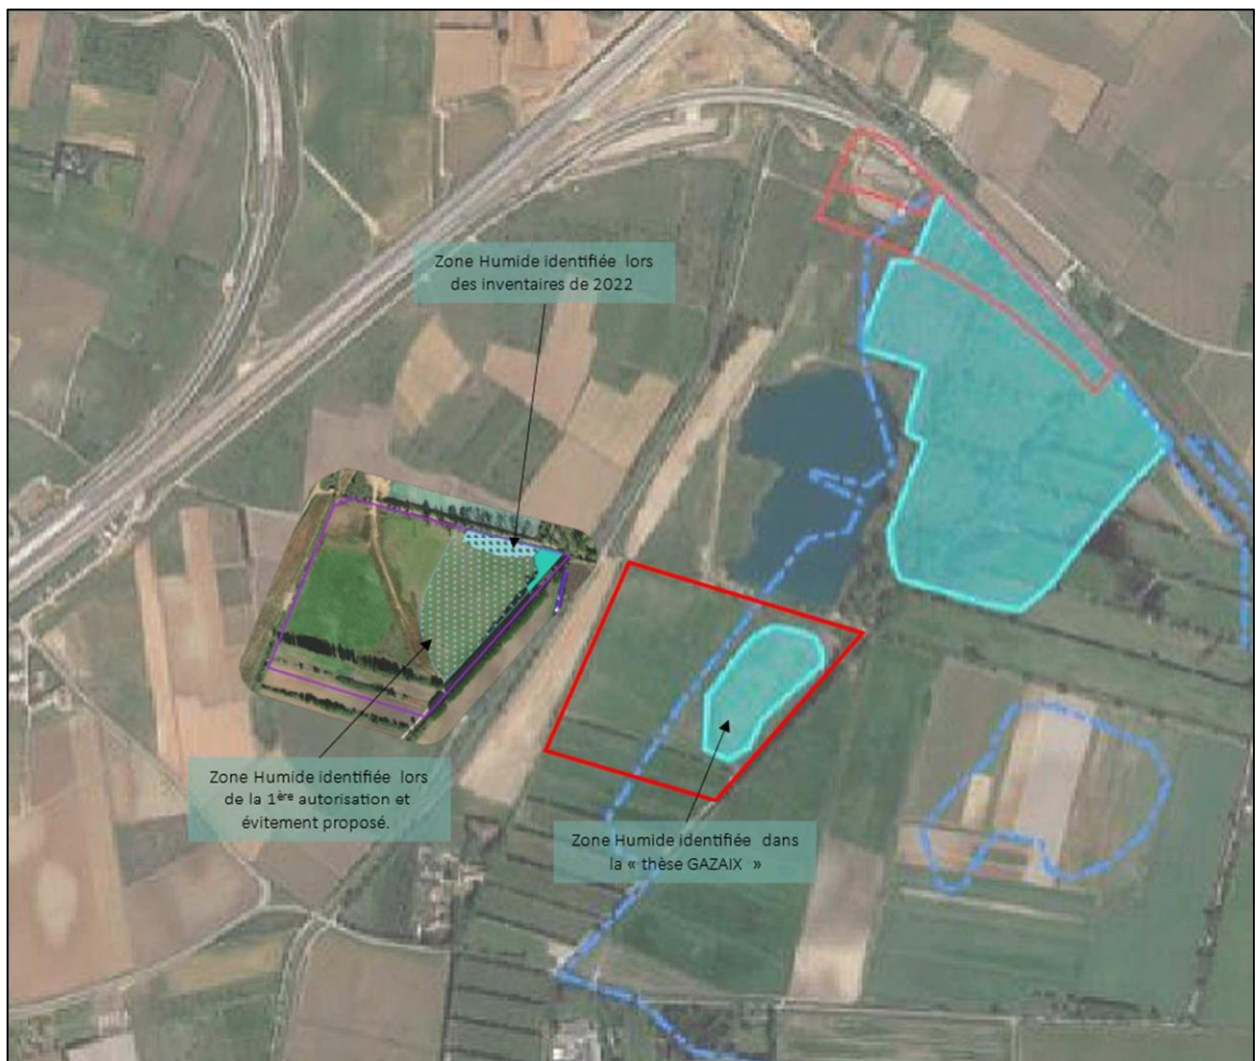 Zone Humide identifiée lors
des inventaires de 2022
Zone Humide identifiée lors
de la 1ère autorisation et
évitement proposé.
Zone Humide identifiée dans
la « thèse GAZAIX »